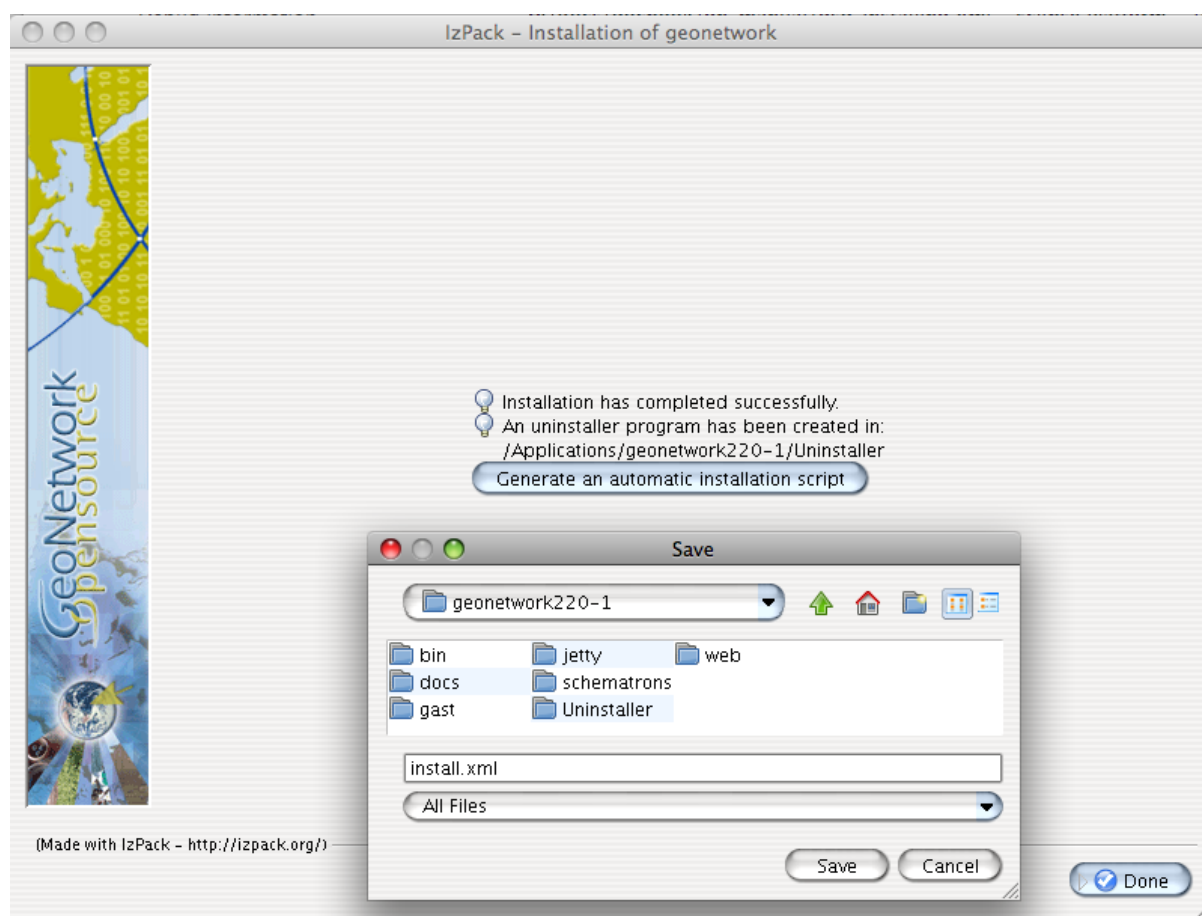 IzPack – Installation of geonetwork
GeoNetwork
Opensource
Installation has completed successfully.
An uninstaller program has been created in:
/Applications/geonetwork220-1/Uninstaller
Generate an automatic installation script
Save
geonetwork220-1
bin
jetty
web
docs
schematrons
gast
Uninstaller
install.xml
All Files
Save
Cancel
(Made with IzPack – http://izpack.org/)
Done